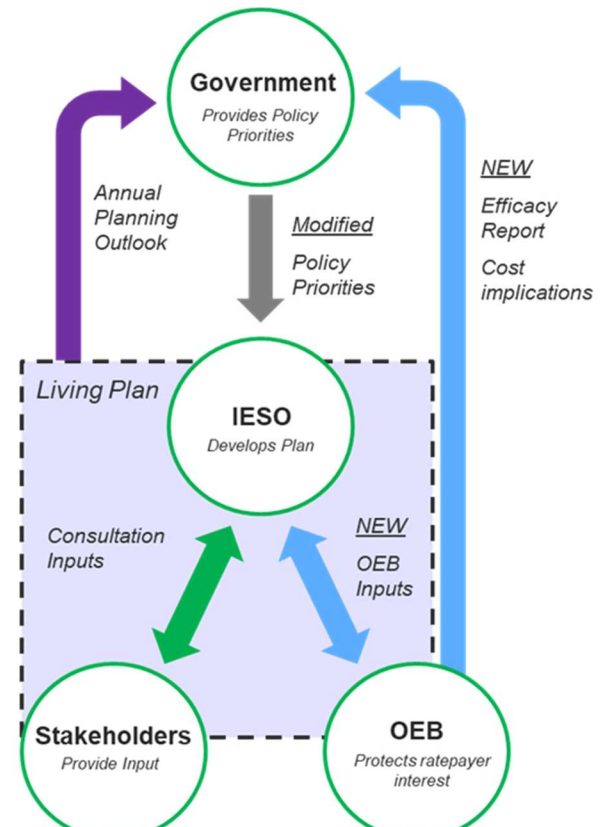 Government
Provides Policy
Priorities
Annual
Planning
Outlook
Modified
Policy
Priorities
NEW
Efficacy
Report
Cost
implications
Living Plan
IESO
Develops Plan
Consultation
Inputs
NEW
OEB
Inputs
Stakeholders
Provide Input
OEB
Protects ratepayer
interest